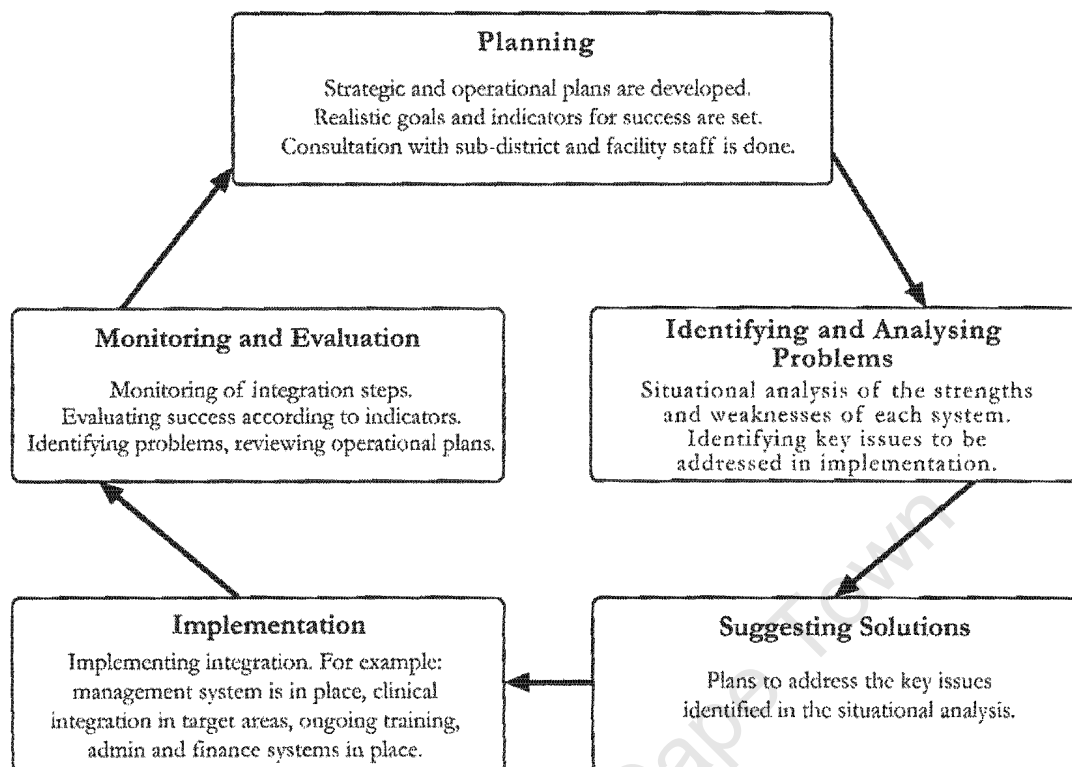 Planning
Strategic and operational plans are developed.
Realistic goals and indicators for success are set.
Consultation with sub-district and facility staff is done.
Monitoring and Evaluation
Monitoring of integration steps.
Evaluating success according to indicators.
Identifying problems, reviewing operational plans.
Identifying and Analysing
Problems
Situational analysis of the strengths
and weaknesses of each system.
Identifying key issues to be
addressed in implementation.
Implementation
Implementing integration. For example:
management system is in place, clinical
integration in target areas, ongoing training,
admin and finance systems in place.
Suggesting Solutions
Plans to address the key issues
identified in the situational analysis.
Cape Town